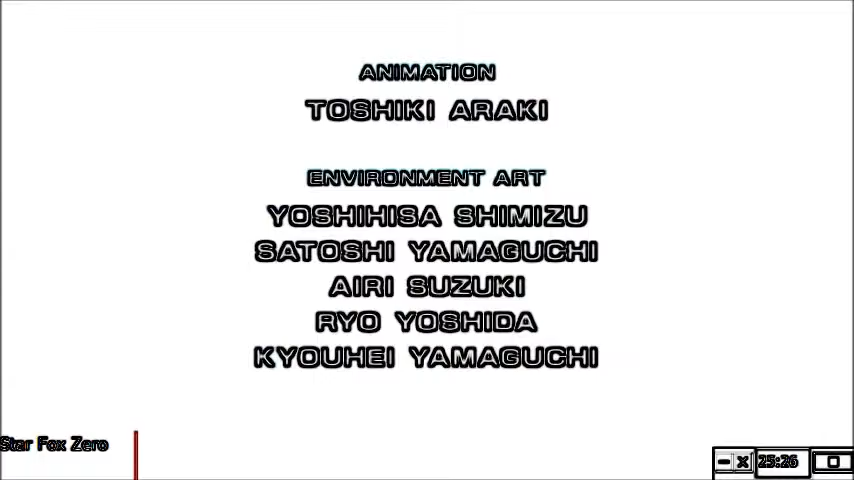 ANIMATION
TOSHIKI ARAKI
ENVIRONMENT ART
YOSHIHISA SHIMIZU
SATOSHI YAMAGUCHI
AIRI SUZUKI
RYO YOSHIDA
KYOUHEI YAMAGUCHI
Star Fox Zero
25:26